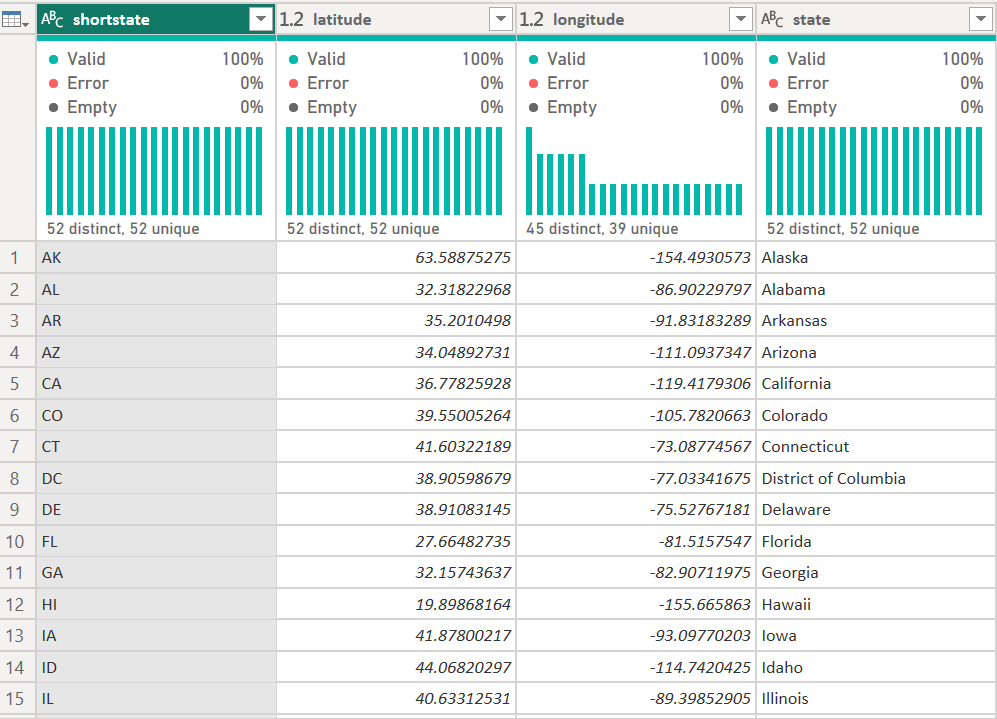 ABC shortstate 1.2 latitude 1.2 longitude ABC state
Valid 100% Valid 100% Valid 100% Valid 100%
Error 0% Error 0% Error 0% Error 0%
Empty 0% Empty 0% Empty 0% Empty 0%
52 distinct, 52 unique 52 distinct, 52 unique 45 distinct, 39 unique 52 distinct, 52 unique
1 AK 63.58875275 -154.4930573 Alaska
2 AL 32.31822968 -86.90229797 Alabama
3 AR 35.2010498 -91.83183289 Arkansas
4 AZ 34.04892731 -111.0937347 Arizona
5 CA 36.77825928 -119.4179306 California
6 CO 39.55005264 -105.7820663 Colorado
7 CT 41.60322189 -73.08774567 Connecticut
8 DC 38.90598679 -77.03341675 District of Columbia
9 DE 38.91083145 -75.52767181 Delaware
10 FL 27.66482735 -81.5157547 Florida
11 GA 32.15743637 -82.90711975 Georgia
12 HI 19.89868164 -155.665863 Hawaii
13 IA 41.87800217 -93.09770203 Iowa
14 ID 44.06820297 -114.7420425 Idaho
15 IL 40.63312531 -89.39852905 Illinois